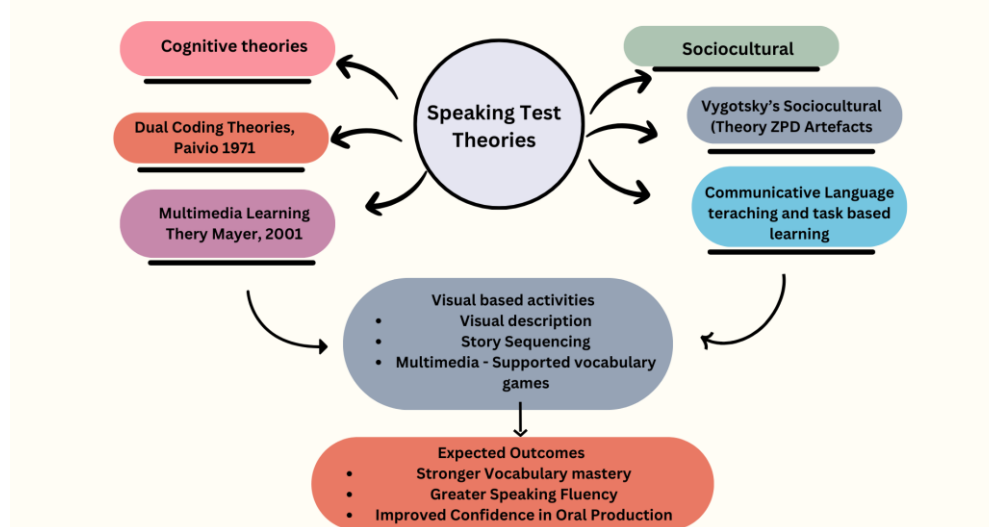 Cognitive theories
Dual Coding Theories,
Paivio 1971
Multimedia Learning
Thery Mayer, 2001
Speaking Test
Theories
Sociocultural
Vygotsky’s Sociocultural
(Theory ZPD Artefacts
Communicative Language
teraching and task based
learning
Visual based activities
• Visual description
• Story Sequencing
• Multimedia - Supported vocabulary
games
Expected Outcomes
• Stronger Vocabulary mastery
• Greater Speaking Fluency
• Improved Confidence in Oral Production